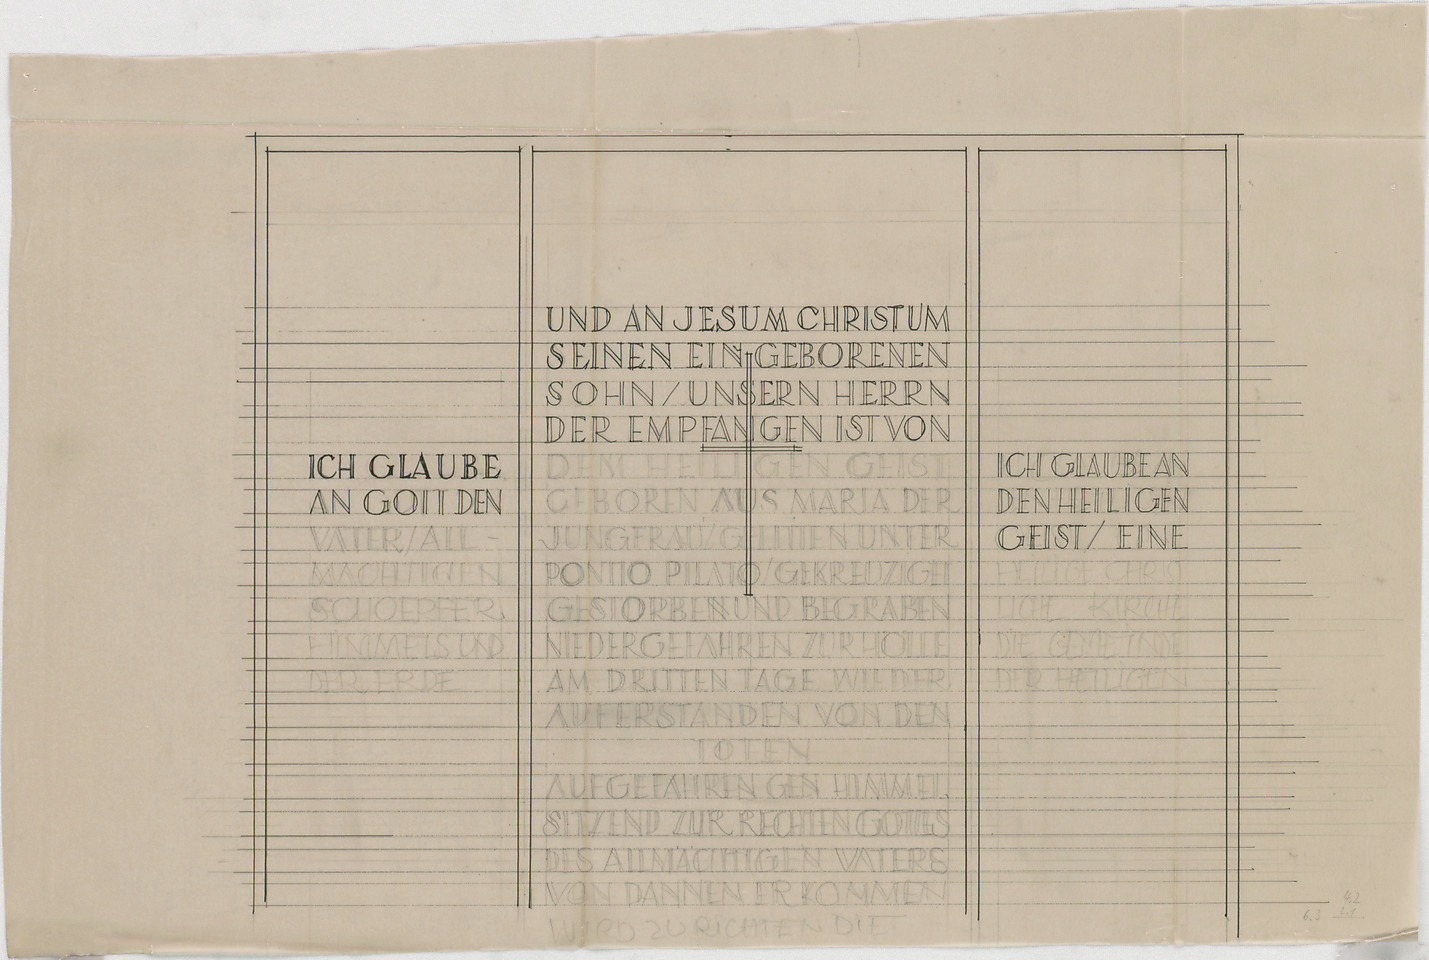 ICH GLAUBE
AN GOTT DEN
VATER/ALL-
MÄCHTIGEN
SCHOEPFER
HIMMELS UND
DER ERDE
UND AN JESUM CHRISTUM
SEINEN EINGEBORENEN
SOHN/UNSERN HERRN
DER EMPFANGEN IST VON
DEM HEILIGEN GEIST
GEBOREN AUS MARIA DER
JUNGFRAU/GELITTEN UNTER
PONTIO PILATO/GEKREUZIGET
GESTORBEN UND BEGRABEN
NIEDERGEFAHREN ZUR HÖLLE
AM DRITTEN TAGE WIEDER
AUFERSTANDEN VON DEN
TOTEN
AUFGEFAHREN GEN HIMMEL
SITZEND ZUR RECHTEN GOTTES
DES ALLMÄCHTIGEN VATERS
VON DANNEN ER KOMMEN
WIRD ZU RICHTEN DIE
ICH GLAUBE AN
DEN HEILIGEN
GEIST/ EINE
HEILIGE CHRIST
LICHE KIRCHE
DIE GEMEINDE
DER HEILIGEN